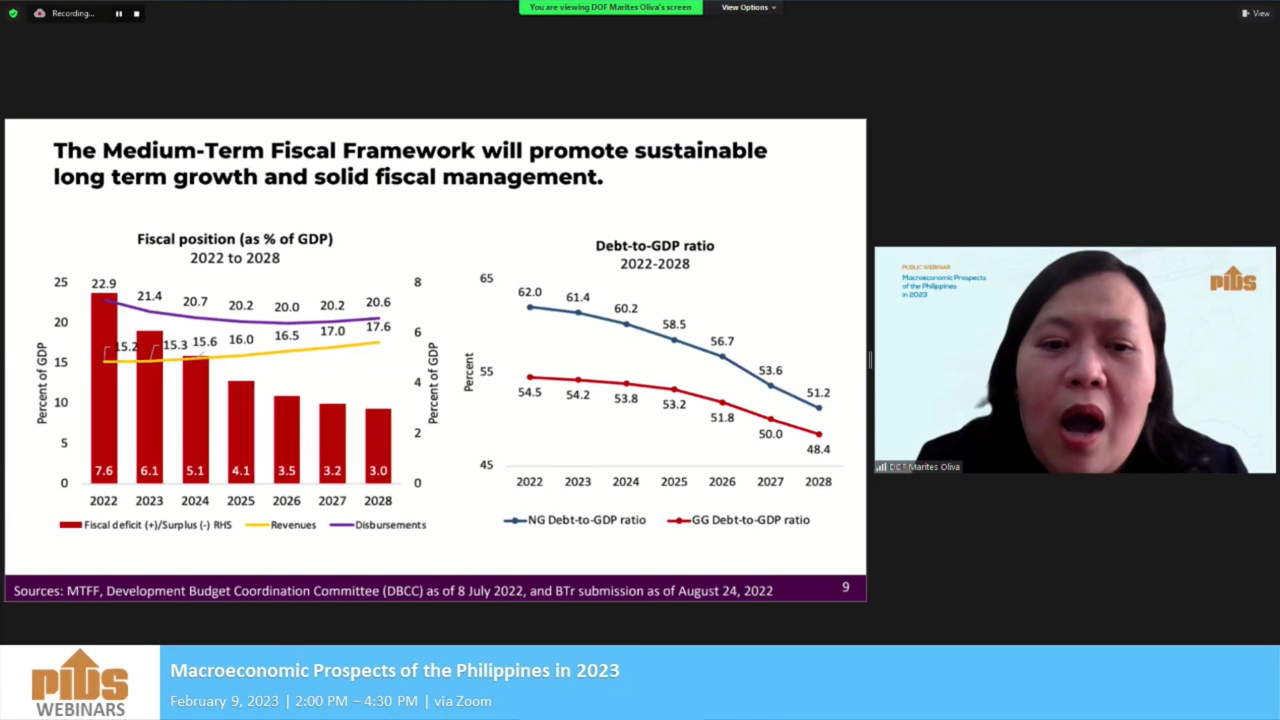 Recording...
You are viewing DOF Marites Oliva's screen
View Options
View
The Medium-Term Fiscal Framework will promote sustainable
long term growth and solid fiscal management.
Fiscal position (as % of GDP)
2022 to 2028
Percent of GDP
25
20
15
10
5
0
22.9
21.4
20.7
20.2
20.0
20.2
20.6
15.2
15.3
15.6
16.0
16.5
17.0
17.6
7.6
6.1
5.1
4.1
3.5
3.2
3.0
8
6
4
2
0
Percent of GDP
2022
2023
2024
2025
2026
2027
2028
Fiscal deficit (+)/Surplus (-) RHS
Revenues
Disbursements
Debt-to-GDP ratio
2022-2028
Percent
65
55
45
62.0
61.4
60.2
58.5
56.7
53.6
51.2
54.5
54.2
53.8
53.2
51.8
50.0
48.4
2022
2023
2024
2025
2026
2027
2028
NG Debt-to-GDP ratio
GG Debt-to-GDP ratio
Sources: MTFF, Development Budget Coordination Committee (DBCC) as of 8 July 2022, and BTr submission as of August 24, 2022
9
PUBLIC WEBINAR
Macroeconomic Prospects
of the Philippines
in 2023
PIDS
DOF Marites Oliva
PIDS
WEBINARS
Macroeconomic Prospects of the Philippines in 2023
February 9, 2023 | 2:00 PM – 4:30 PM | via Zoom